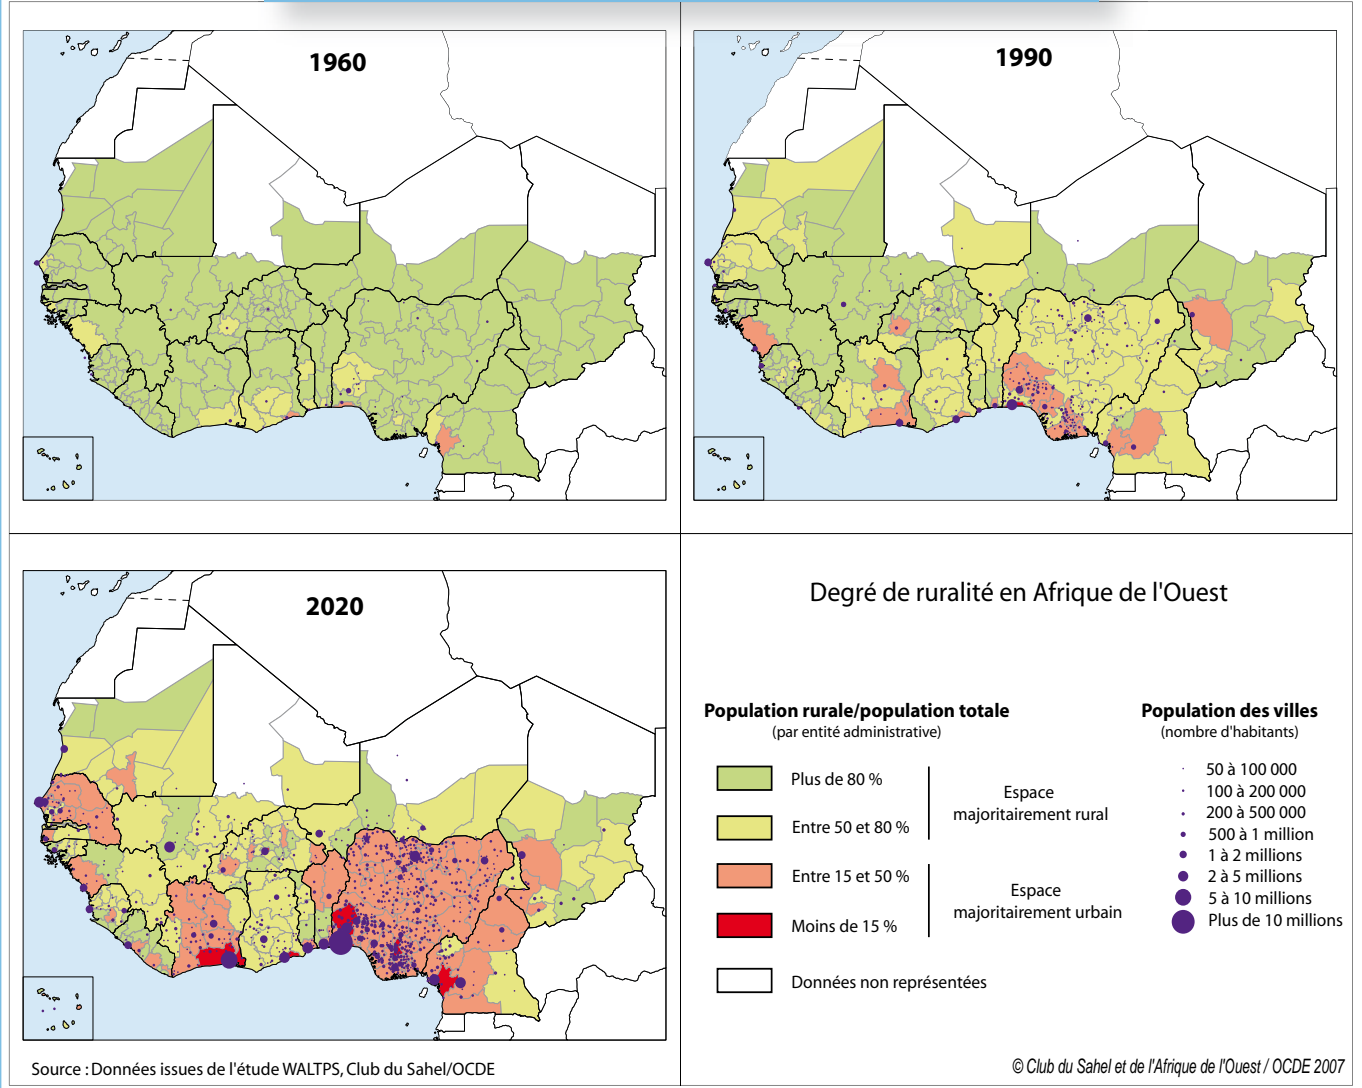 1960
1990
2020
Degré de ruralité en Afrique de l'Ouest
Population rurale/population totale
(par entité administrative)
Plus de 80 %
Entre 50 et 80 %
Espace
majoritairement rural
Entre 15 et 50 %
Moins de 15 %
Espace
majoritairement urbain
Données non représentées
Population des villes
(nombre d'habitants)
50 à 100 000
100 à 200 000
200 à 500 000
500 à 1 million
1 à 2 millions
2 à 5 millions
5 à 10 millions
Plus de 10 millions
Source : Données issues de l'étude WALTPS, Club du Sahel/OCDE
© Club du Sahel et de l'Afrique de l'Ouest / OCDE 2007